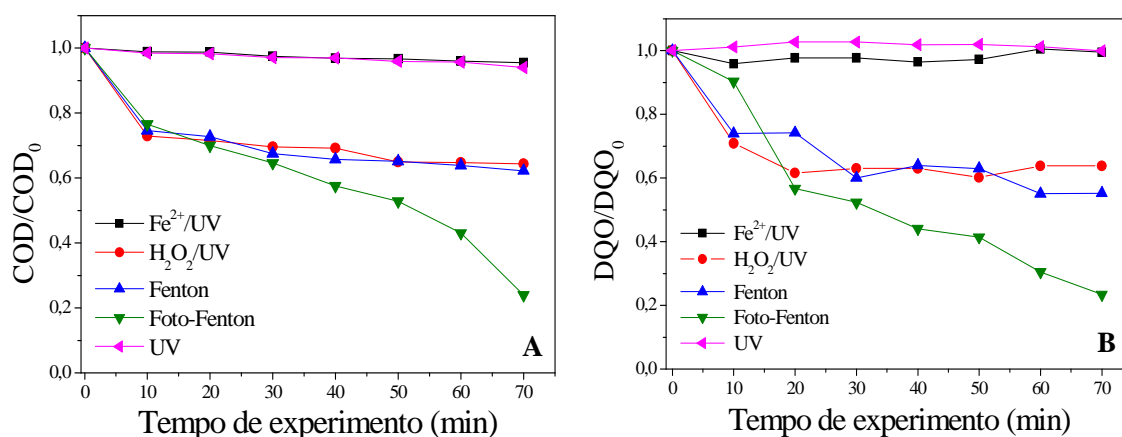 COD/COD₀
1,0
0,8
0,6
0,4
0,2
0,0
Fe²⁺/UV
H₂O₂/UV
Fenton
Foto-Fenton
UV
A
0 10 20 30 40 50 60 70
Tempo de experimento (min)
DQO/DQO₀
1,0
0,8
0,6
0,4
0,2
0,0
Fe²⁺/UV
H₂O₂/UV
Fenton
Foto-Fenton
UV
B
0 10 20 30 40 50 60 70
Tempo de experimento (min)